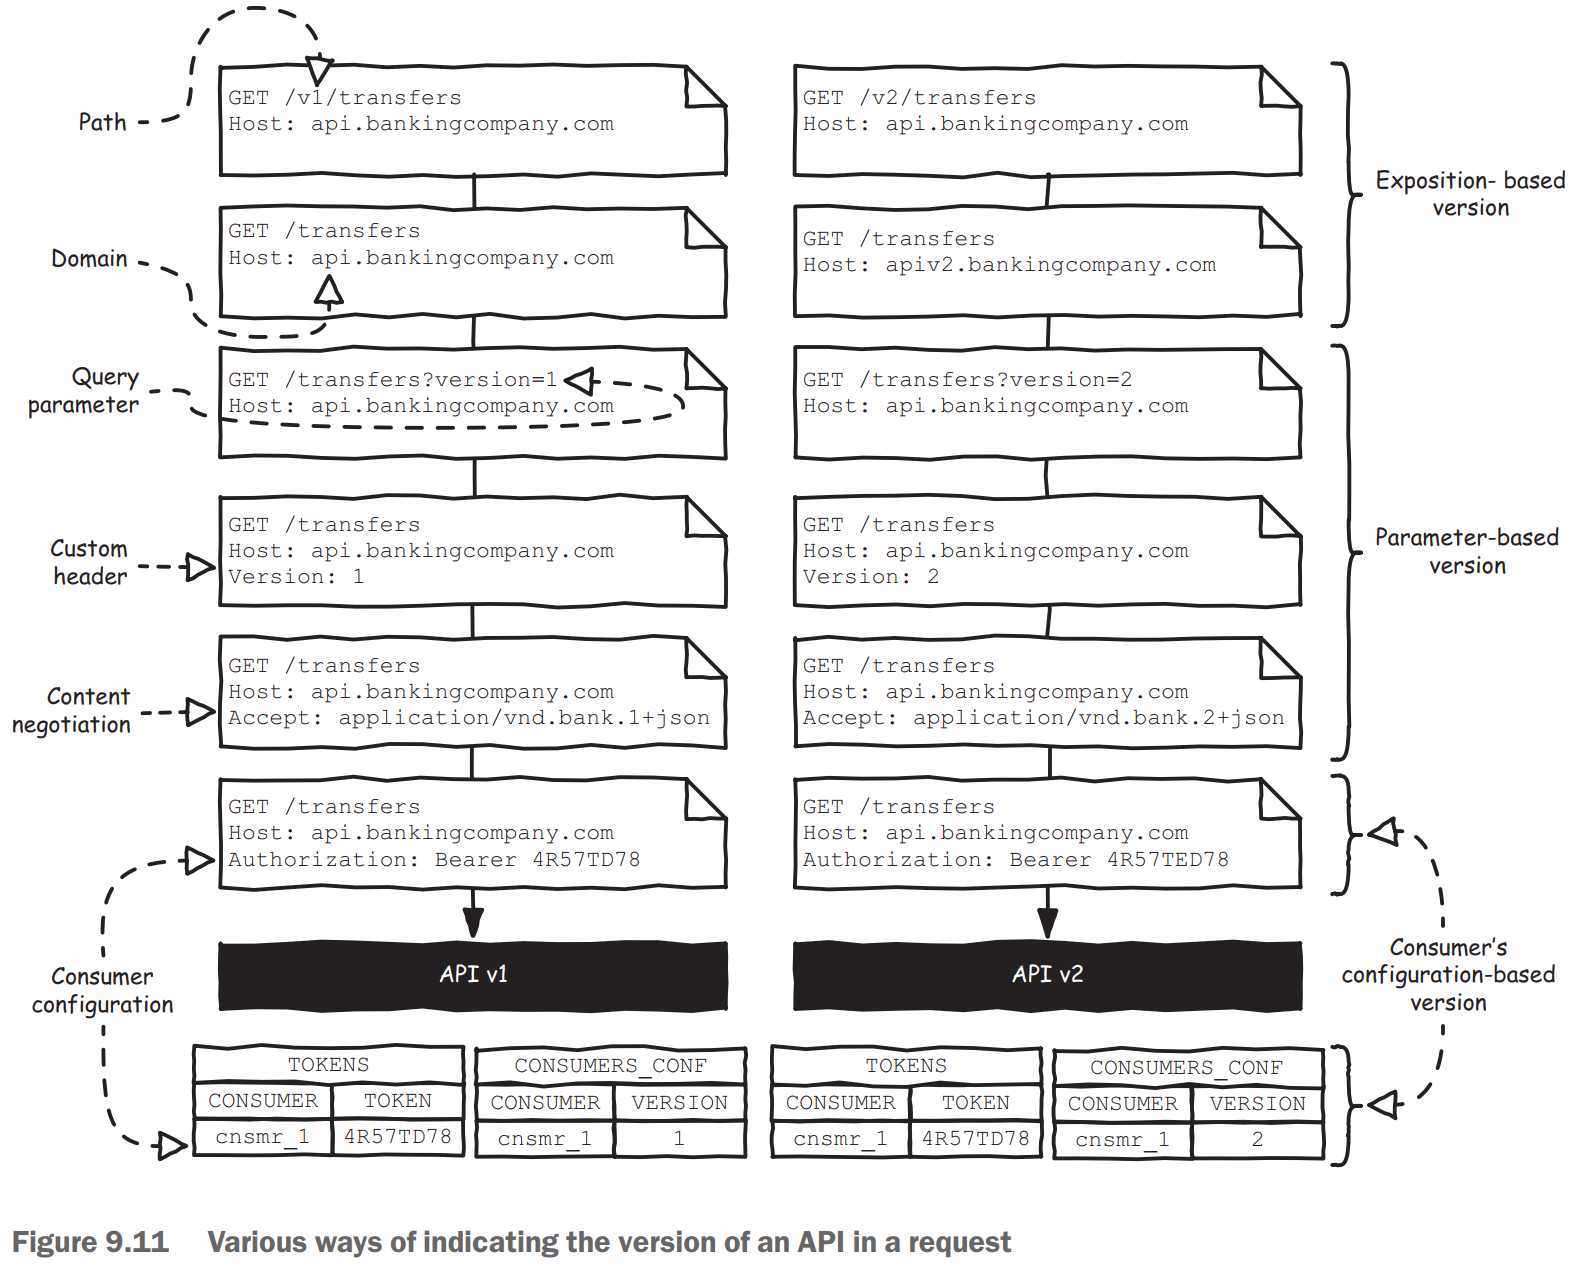 Path
GET /v1/transfers
Host: api.bankingcompany.com
GET /v2/transfers
Host: api.bankingcompany.com
Exposition- based
version
Domain
GET /transfers
Host: api.bankingcompany.com
GET /transfers
Host: apiv2.bankingcompany.com
Query
parameter
GET /transfers?version=1
Host: api.bankingcompany.com
GET /transfers?version=2
Host: api.bankingcompany.com
Custom
header
GET /transfers
Host: api.bankingcompany.com
Version: 1
GET /transfers
Host: api.bankingcompany.com
Version: 2
Parameter-based
version
Content
negotiation
GET /transfers
Host: api.bankingcompany.com
Accept: application/vnd.bank.1+json
GET /transfers
Host: api.bankingcompany.com
Accept: application/vnd.bank.2+json
GET /transfers
Host: api.bankingcompany.com
Authorization: Bearer 4R57TD78
GET /transfers
Host: api.bankingcompany.com
Authorization: Bearer 4R57TED78
Consumer
configuration
API v1
API v2
Consumer's
configuration-based
version
TOKENS
CONSUMER TOKEN
cnsmr_1 4R57TD78
CONSUMERS_CONF
CONSUMER VERSION
cnsmr_1 1
TOKENS
CONSUMER TOKEN
cnsmr_1 4R57TD78
CONSUMERS_CONF
CONSUMER VERSION
cnsmr_1 2
Figure 9.11 Various ways of indicating the version of an API in a request